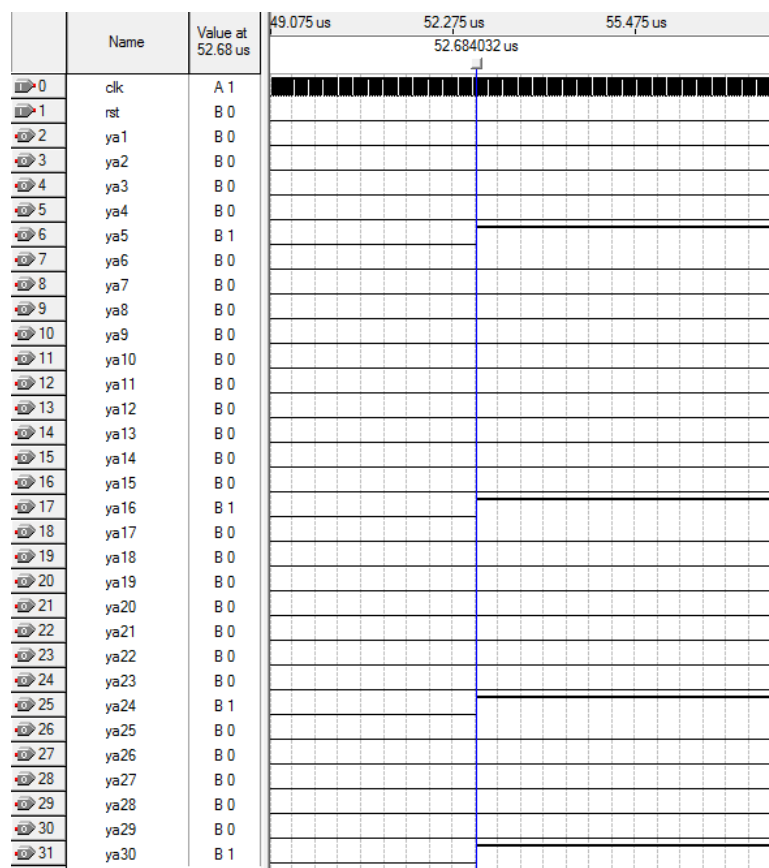 49.075 us 52.275 us 55.475 us
Name Value at 52.68 us 52.684032 us
0 clk A 1
1 rst B 0
2 ya1 B 0
3 ya2 B 0
4 ya3 B 0
5 ya4 B 0
6 ya5 B 1
7 ya6 B 0
8 ya7 B 0
9 ya8 B 0
10 ya9 B 0
11 ya10 B 0
12 ya11 B 0
13 ya12 B 0
14 ya13 B 0
15 ya14 B 0
16 ya15 B 0
17 ya16 B 1
18 ya17 B 0
19 ya18 B 0
20 ya19 B 0
21 ya20 B 0
22 ya21 B 0
23 ya22 B 0
24 ya23 B 0
25 ya24 B 1
26 ya25 B 0
27 ya26 B 0
28 ya27 B 0
29 ya28 B 0
30 ya29 B 0
31 ya30 B 1